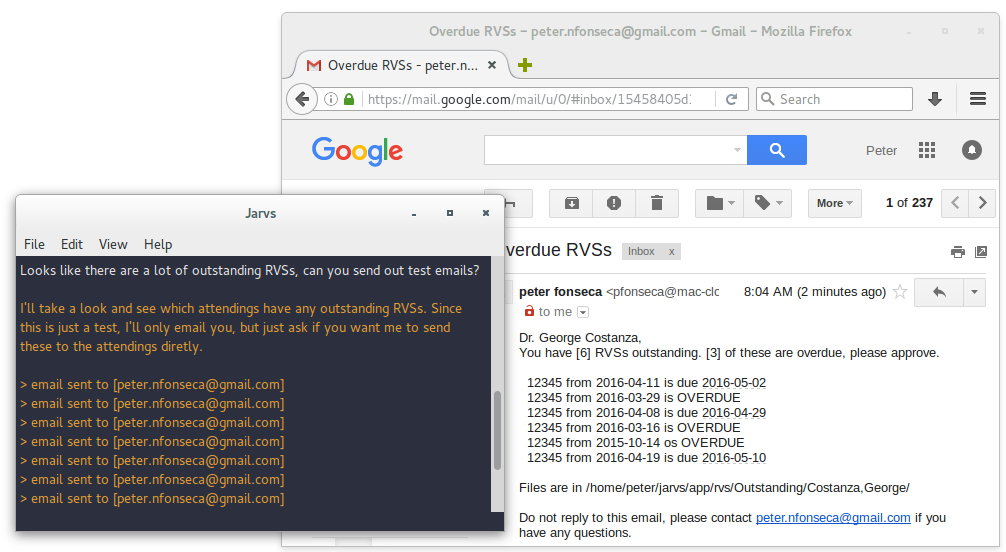 Overdue RVSs – peter.nfonseca@gmail.com – Gmail – Mozilla Firefox
Overdue RVSs - peter.n...
https://mail.google.com/mail/u/0/#inbox/15458405d1
Search
Google
Peter
More
1 of 237
verdue RVSs
Inbox x
peter fonseca <pfonseca@mac-clo
8:04 AM (2 minutes ago)
to me
Dr. George Costanza,
You have [6] RVSs outstanding. [3] of these are overdue, please approve.
12345 from 2016-04-11 is due 2016-05-02
12345 from 2016-03-29 is OVERDUE
12345 from 2016-04-08 is due 2016-04-29
12345 from 2016-03-16 is OVERDUE
12345 from 2015-10-14 os OVERDUE
12345 from 2016-04-19 is due 2016-05-10
Files are in /home/peter/jarvs/app/rvs/Outstanding/Costanza,George/
Do not reply to this email, please contact peter.nfonseca@gmail.com if you
have any questions.
Jarvs
File Edit View Help
Looks like there are a lot of outstanding RVSs, can you send out test emails?
I'll take a look and see which attendings have any outstanding RVSs. Since
this is just a test, I'll only email you, but just ask if you want me to send
these to the attendings diretly.
> email sent to [peter.nfonseca@gmail.com]
> email sent to [peter.nfonseca@gmail.com]
> email sent to [peter.nfonseca@gmail.com]
> email sent to [peter.nfonseca@gmail.com]
> email sent to [peter.nfonseca@gmail.com]
> email sent to [peter.nfonseca@gmail.com]
> email sent to [peter.nfonseca@gmail.com]